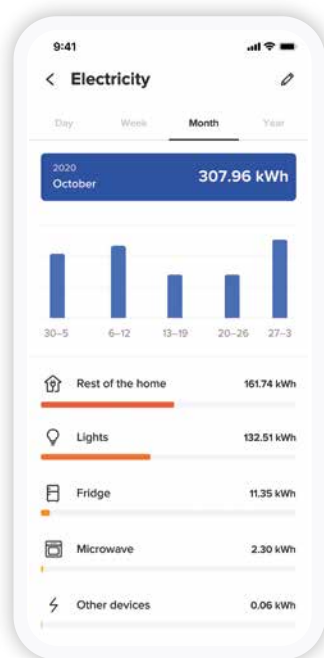 9:41
Electricity
Day Week Month Year
2020
October
307.96 kWh
30–5 6–12 13–19 20–26 27–3
Rest of the home 161.74 kWh
Lights 132.51 kWh
Fridge 11.35 kWh
Microwave 2.30 kWh
Other devices 0.06 kWh